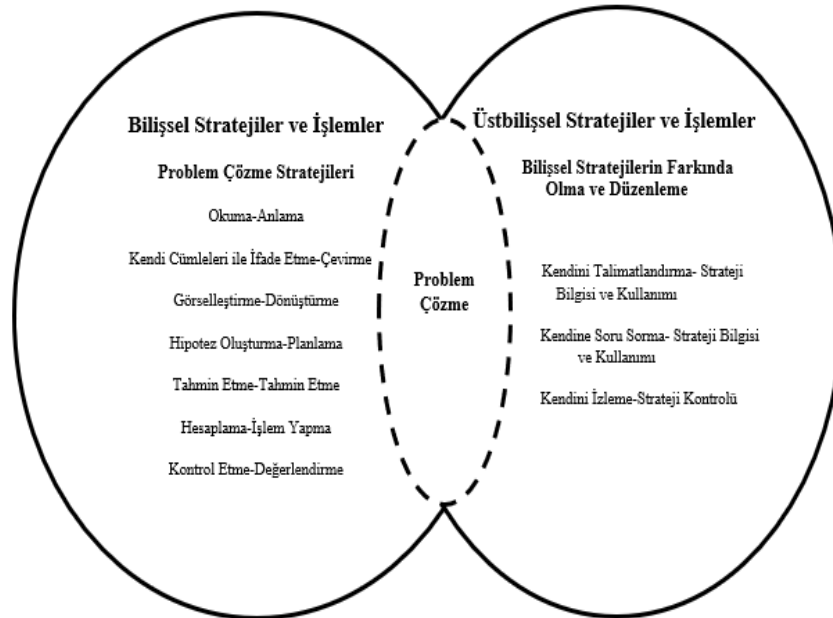 Bilişsel Stratejiler ve İşlemler
Problem Çözme Stratejileri
Okuma-Anlama
Kendi Cümleleri ile İfade Etme-Çevirme
Görselleştirme-Dönüştürme
Hipotez Oluşturma-Planlama
Tahmin Etme-Tahmin Etme
Hesaplama-İşlem Yapma
Kontrol Etme-Değerlendirme
Problem
Çözme
Üstbilişsel Stratejiler ve İşlemler
Bilişsel Stratejilerin Farkında
Olma ve Düzenleme
Kendini Talimatlandırma- Strateji
Bilgisi ve Kullanımı
Kendine Soru Sorma- Strateji Bilgisi
ve Kullanımı
Kendini İzleme-Strateji Kontrolü